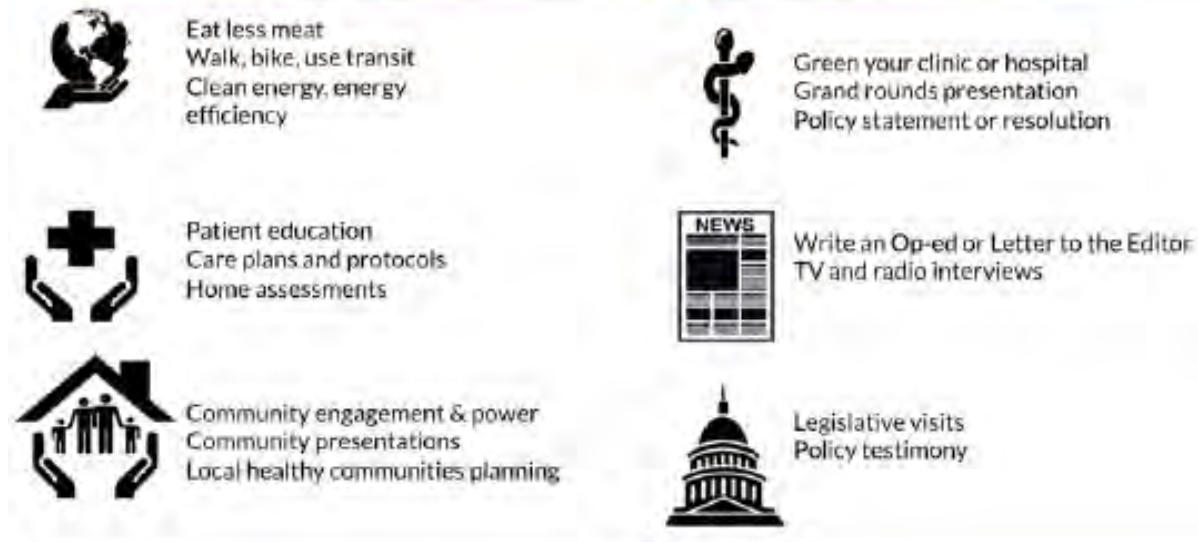 Eat less meat
Walk, bike, use transit
Clean energy, energy
efficiency
Green your clinic or hospital
Grand rounds presentation
Policy statement or resolution
Patient education
Care plans and protocols
Home assessments
NEWS
Write an Op-ed or Letter to the Editor
TV and radio interviews
Community engagement & power
Community presentations
Local healthy communities planning
Legislative visits
Policy testimony